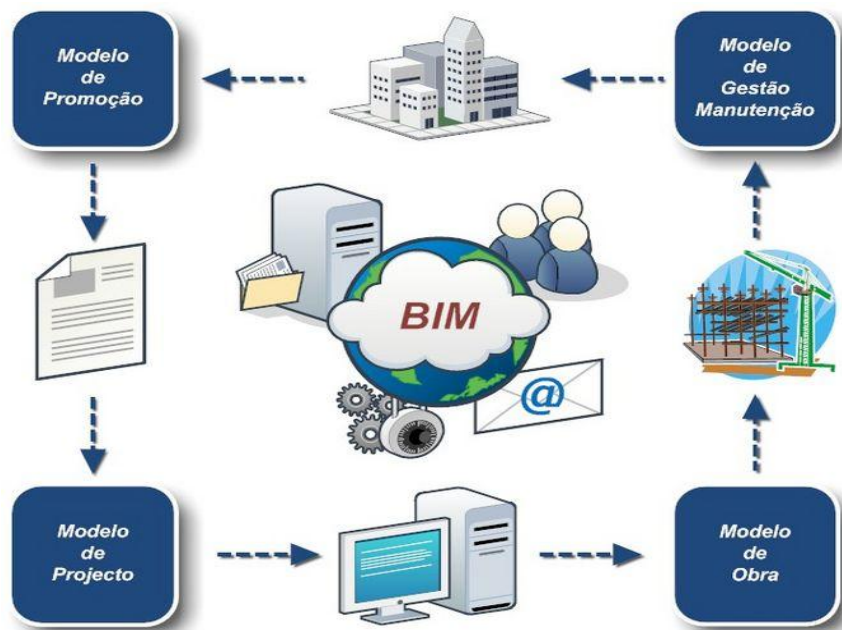 Modelo
de
Promoção
Modelo
de
Gestão
Manutenção
BIM
@
Modelo
de
Projecto
Modelo
de
Obra